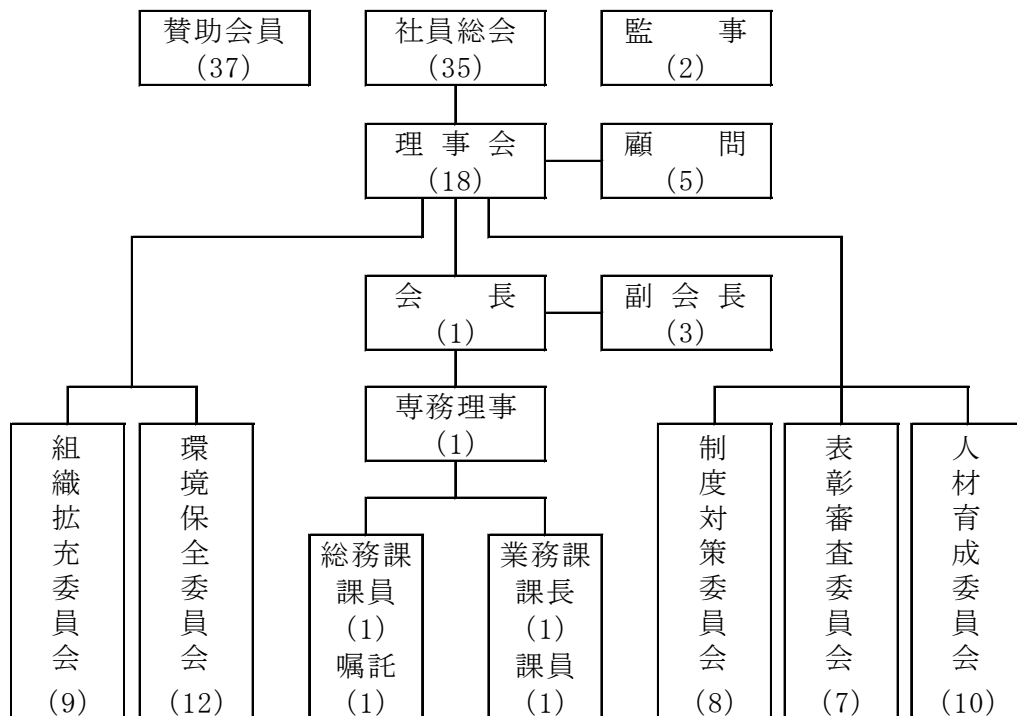 賛助会員
(37)
社員総会
(35)
監　　事
(2)
理 事 会
(18)
顧　　問
(5)
会　　長
(1)
副 会 長
(3)
専務理事
(1)
組織拡充委員会
(9)
環境保全委員会
(12)
総務課
課員
(1)
嘱託
(1)
業務課
課長
(1)
課員
(1)
制度対策委員会
(8)
表彰審査委員会
(7)
人材育成委員会
(10)